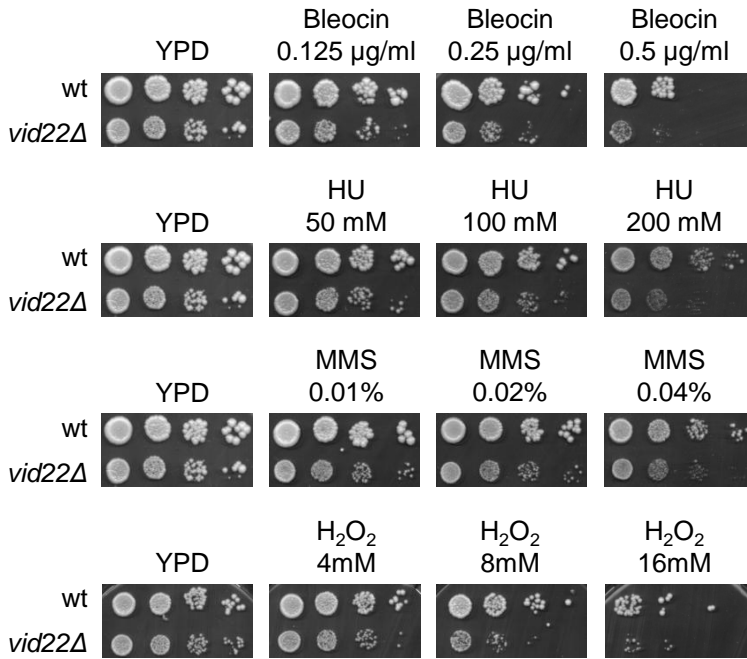 YPD Bleocin 0.125 µg/ml Bleocin 0.25 µg/ml Bleocin 0.5 µg/ml
wt
vid22Δ
YPD HU 50 mM HU 100 mM HU 200 mM
wt
vid22Δ
YPD MMS 0.01% MMS 0.02% MMS 0.04%
wt
vid22Δ
YPD H₂O₂ 4mM H₂O₂ 8mM H₂O₂ 16mM
wt
vid22Δ